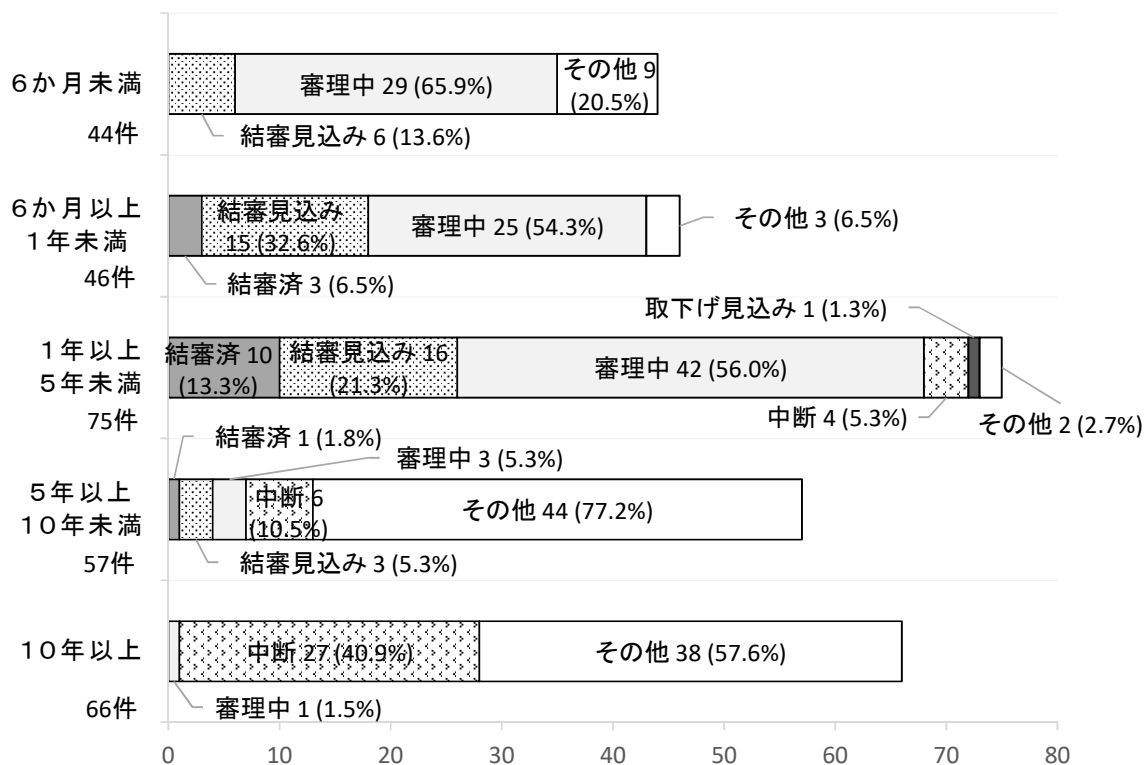 ６か月未満
44件
審理中 29 (65.9%)
その他 9
(20.5%)
結審見込み 6 (13.6%)
６か月以上
１年未満
46件
結審見込み
15 (32.6%)
審理中 25 (54.3%)
その他 3 (6.5%)
結審済 3 (6.5%)
１年以上
５年未満
75件
取下げ見込み 1 (1.3%)
結審済 10
(13.3%)
結審見込み 16
(21.3%)
審理中 42 (56.0%)
中断 4 (5.3%)
その他 2 (2.7%)
５年以上
１０年未満
57件
結審済 1 (1.8%)
審理中 3 (5.3%)
中断 6
(10.5%)
その他 44 (77.2%)
結審見込み 3 (5.3%)
１０年以上
66件
中断 27 (40.9%)
その他 38 (57.6%)
審理中 1 (1.5%)
0 10 20 30 40 50 60 70 80